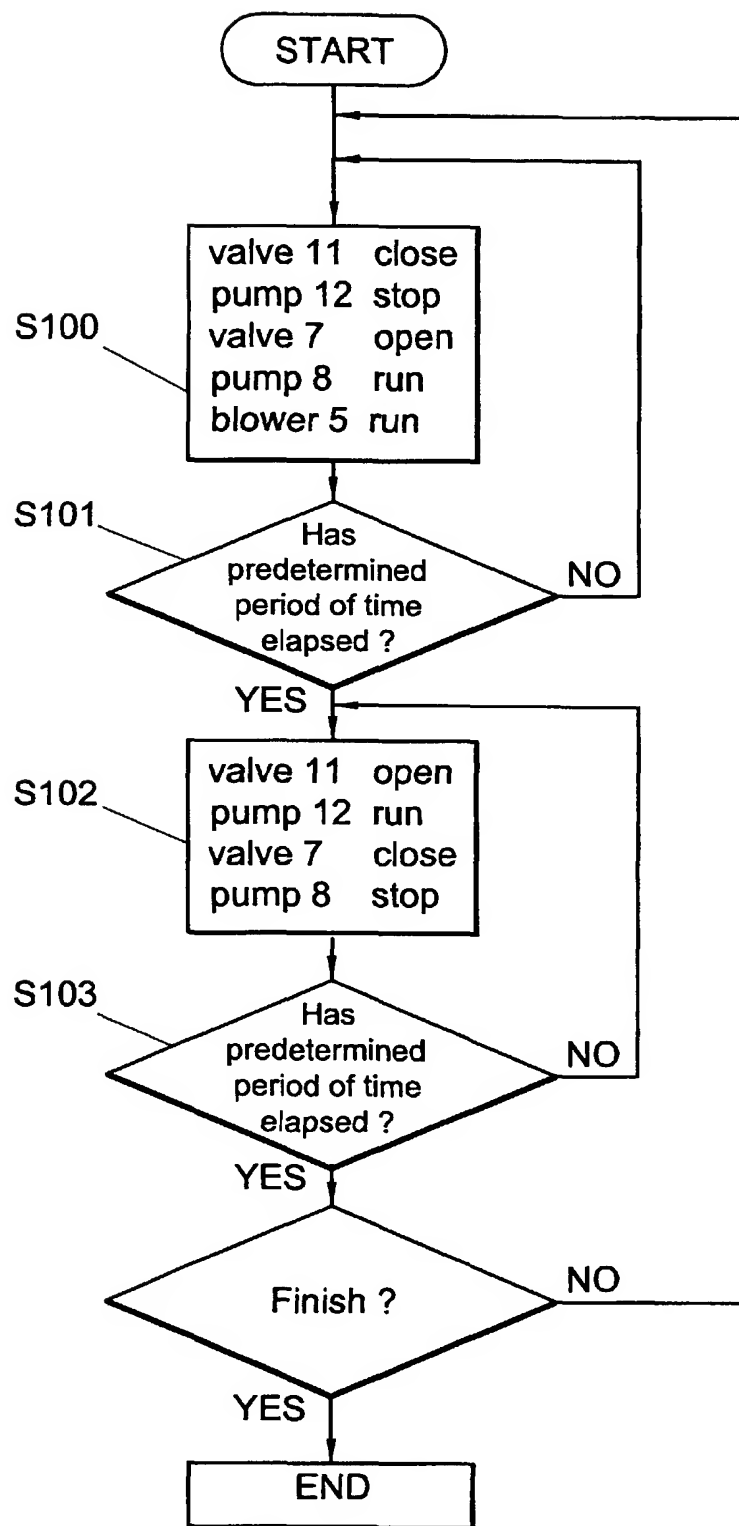 START
valve 11 close
pump 12 stop
valve 7 open
pump 8 run
blower 5 run
S100
S101
Has
predetermined
period of time
elapsed ?
NO
YES
valve 11 open
pump 12 run
valve 7 close
pump 8 stop
S102
S103
Has
predetermined
period of time
elapsed ?
NO
YES
Finish ?
NO
YES
END